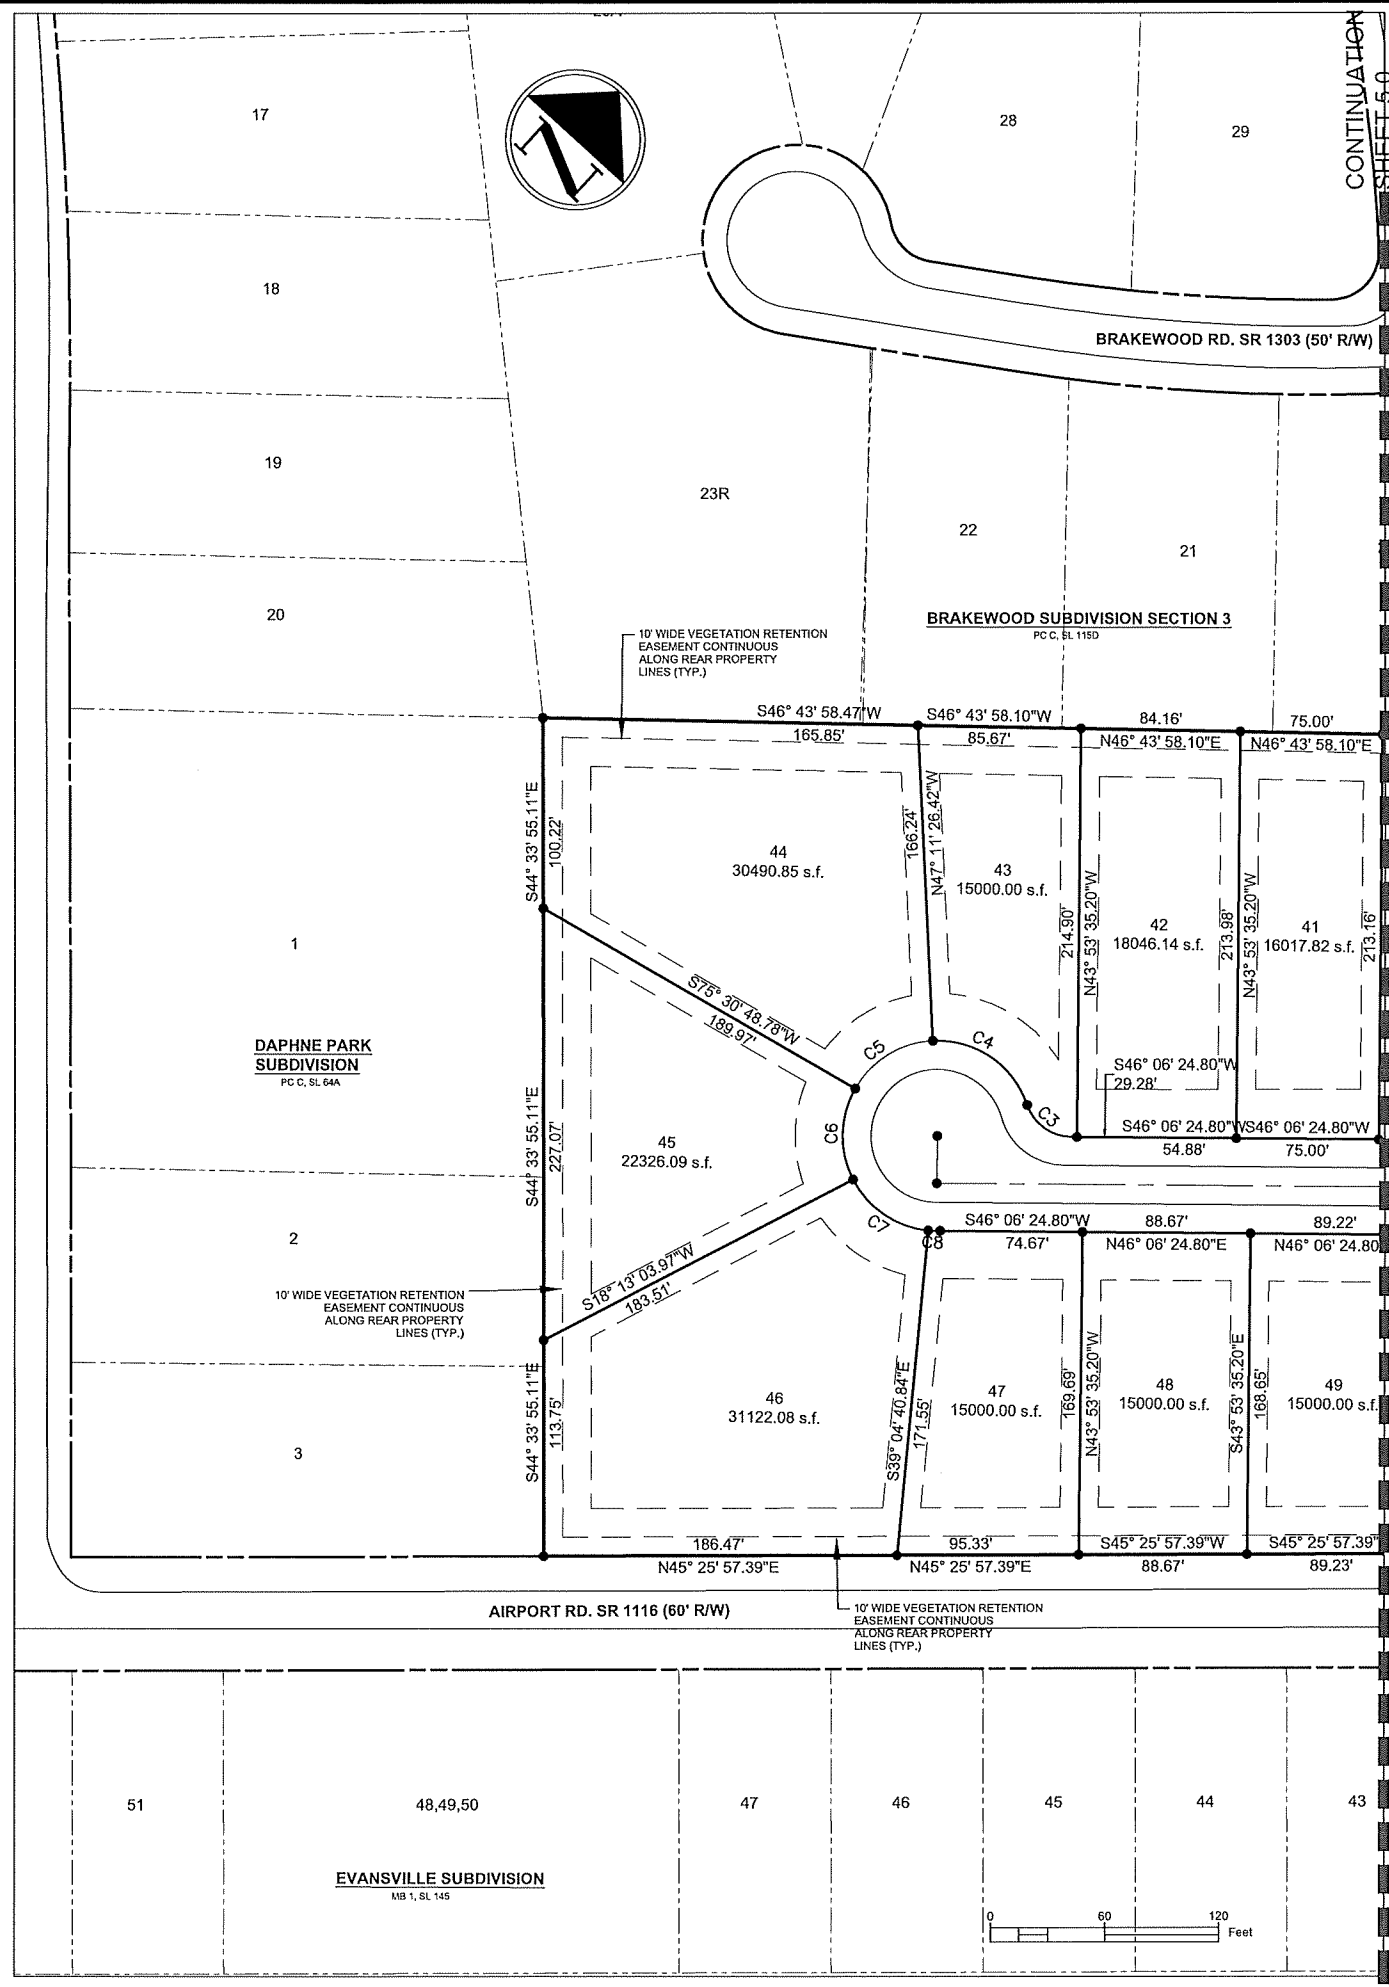 CONTINUATION
SHEET 5.0
17
28
29
N
18
BRAKEWOOD RD. SR 1303 (50' R/W)
19
23R
22
21
20
10' WIDE VEGETATION RETENTION
EASEMENT CONTINUOUS
ALONG REAR PROPERTY
LINES (TYP.)
BRAKEWOOD SUBDIVISION SECTION 3
PC C, SL 115D
S46° 43' 58.47"W
165.85'
S46° 43' 58.10"W
85.67'
84.16'
N46° 43' 58.10"E
75.00'
N46° 43' 58.10"E
S44° 33' 55.11"E
100.22'
44
30490.85 s.f.
166.24'
N47° 11' 26.42"W
43
15000.00 s.f.
214.90'
N43° 53' 35.20"W
42
18046.14 s.f.
213.98'
N43° 53' 35.20"W
41
16017.82 s.f.
213.16'
1
DAPHNE PARK
SUBDIVISION
PC C, SL 64A
S75° 30' 48.78"W
189.97'
C5
C4
C3
S46° 06' 24.80"W
29.28'
S46° 06' 24.80"W
54.88'
S46° 06' 24.80"W
75.00'
S44° 33' 55.11"E
227.07'
45
22326.09 s.f.
C6
C7
C8
S46° 06' 24.80"W
74.67'
88.67'
N46° 06' 24.80"E
89.22'
N46° 06' 24.80
2
10' WIDE VEGETATION RETENTION
EASEMENT CONTINUOUS
ALONG REAR PROPERTY
LINES (TYP.)
S18° 13' 03.97"W
183.51'
3
S44° 33' 55.11"E
113.75'
46
31122.08 s.f.
S39° 04' 40.84"E
171.55'
47
15000.00 s.f.
169.69'
N43° 53' 35.20"W
48
15000.00 s.f.
S43° 53' 35.20"E
168.65'
49
15000.00 s.f.
186.47'
N45° 25' 57.39"E
95.33'
N45° 25' 57.39"E
S45° 25' 57.39"W
88.67'
S45° 25' 57.39"
89.23'
AIRPORT RD. SR 1116 (60' R/W)
10' WIDE VEGETATION RETENTION
EASEMENT CONTINUOUS
ALONG REAR PROPERTY
LINES (TYP.)
51
48,49,50
47
46
45
44
43
EVANSVILLE SUBDIVISION
MB 1, SL 145
0 60 120
Feet